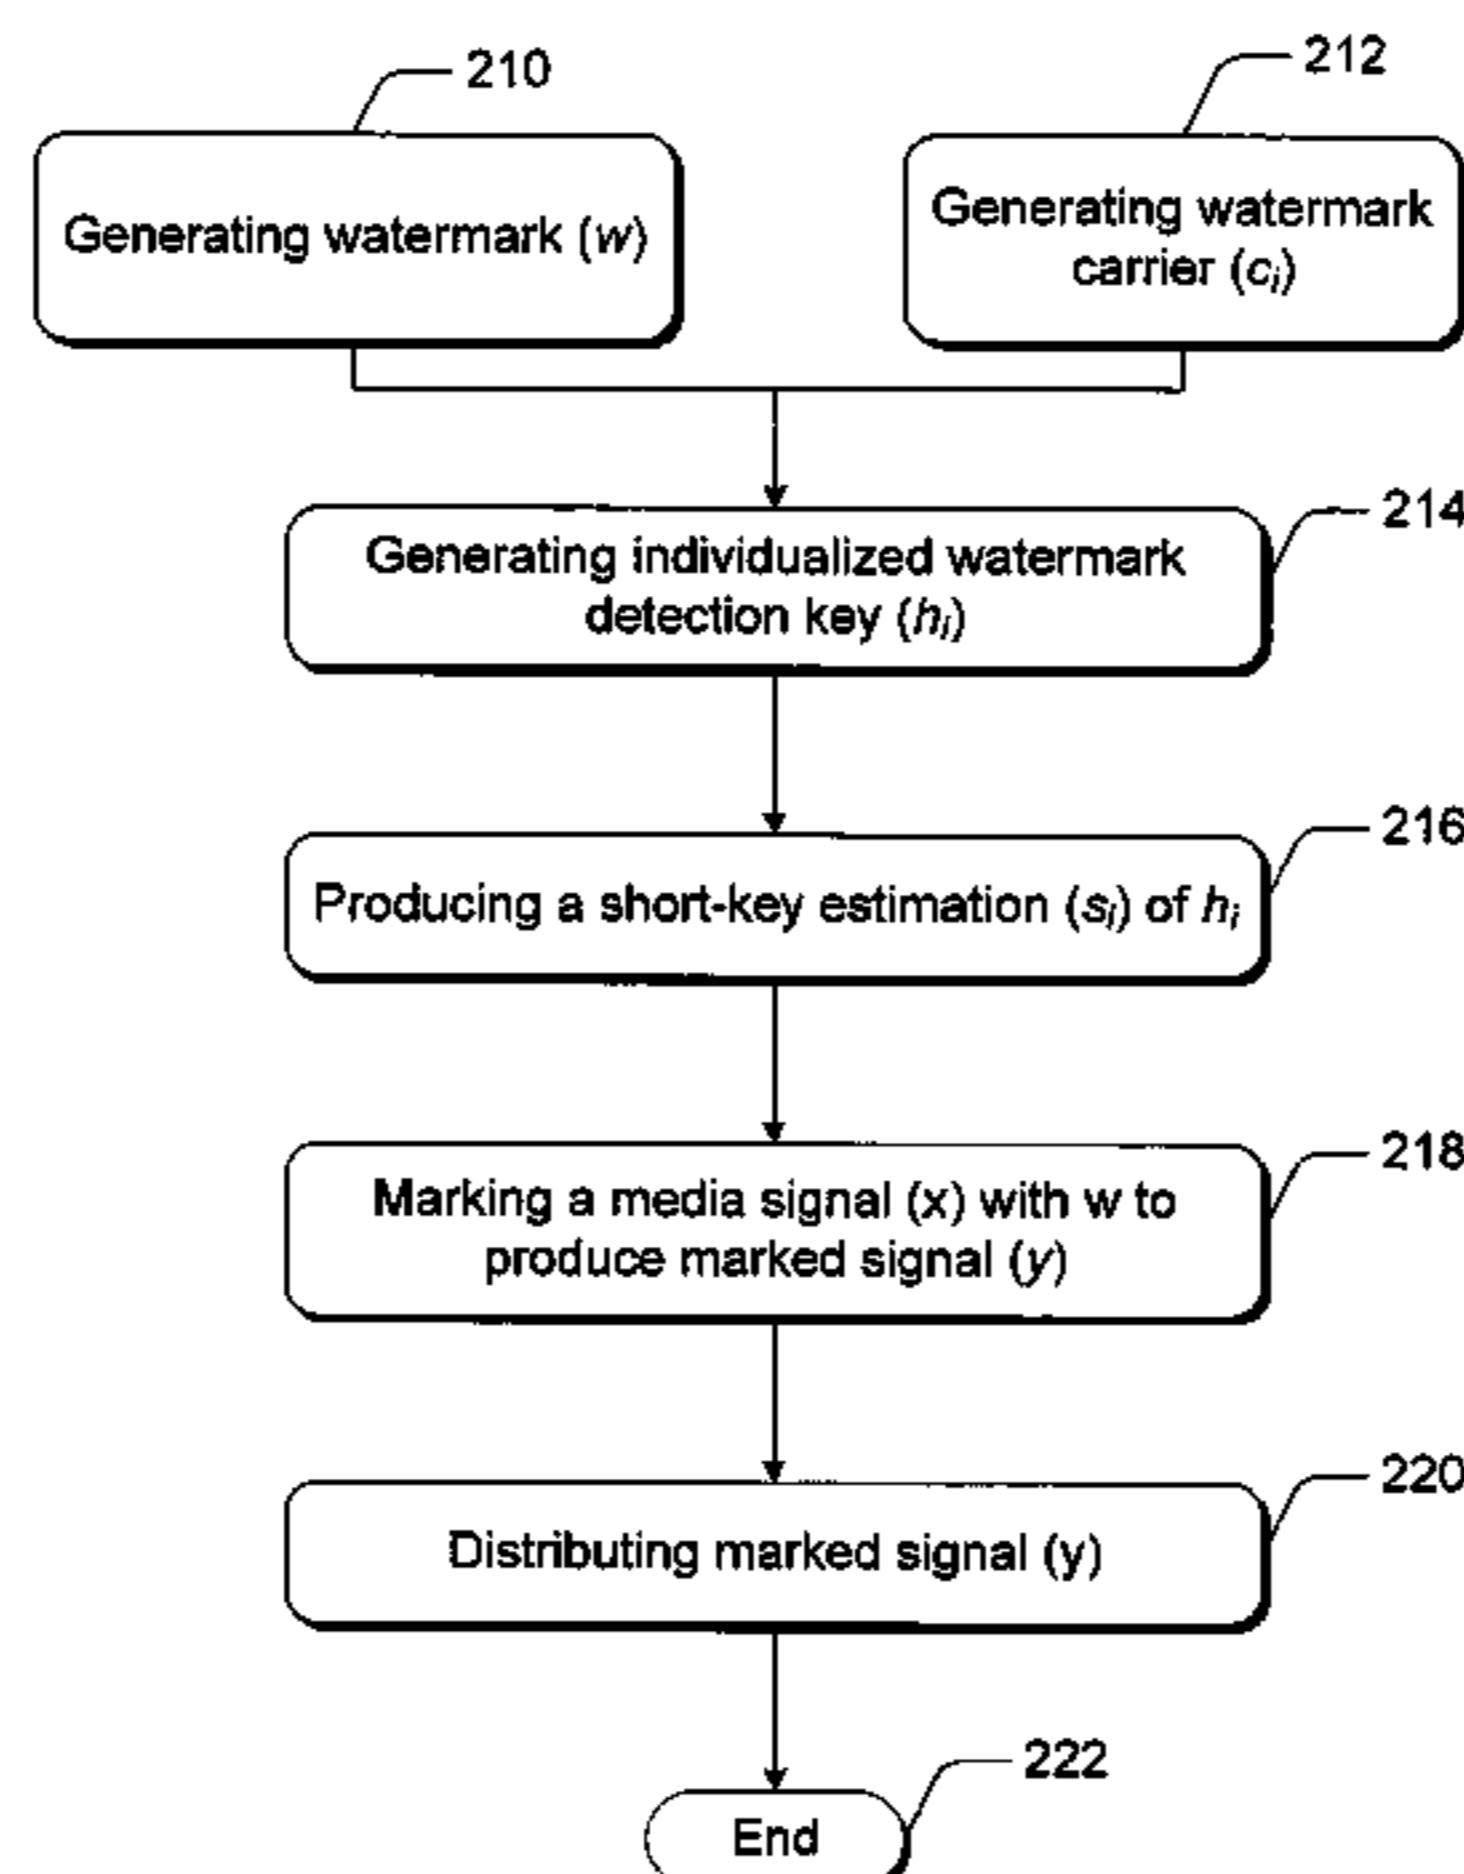 210
212
Generating watermark (w)
Generating watermark
carrier (ci)
Generating individualized watermark
detection key (hi)
214
Producing a short-key estimation (si) of hi
216
Marking a media signal (x) with w to
produce marked signal (y)
218
Distributing marked signal (y)
220
222
End